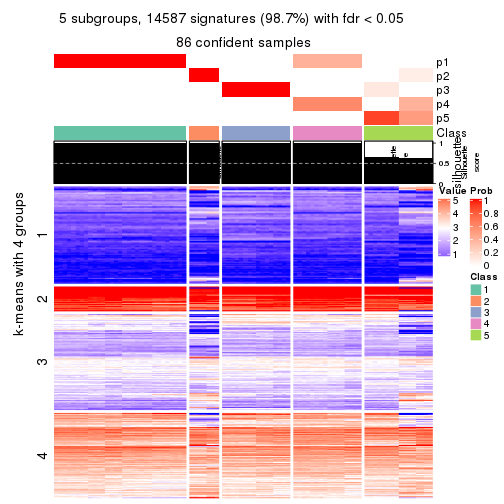 5 subgroups, 14587 signatures (98.7%) with fdr < 0.05
86 confident samples
p1
p2
p3
p4
p5
Class
1
0.5
0
silhouette
Silhouette
score
k-means with 4 groups
1
2
3
4
Value
5
4
3
2
1
Prob
1
0.8
0.6
0.4
0.2
0
Class
1
2
3
4
5